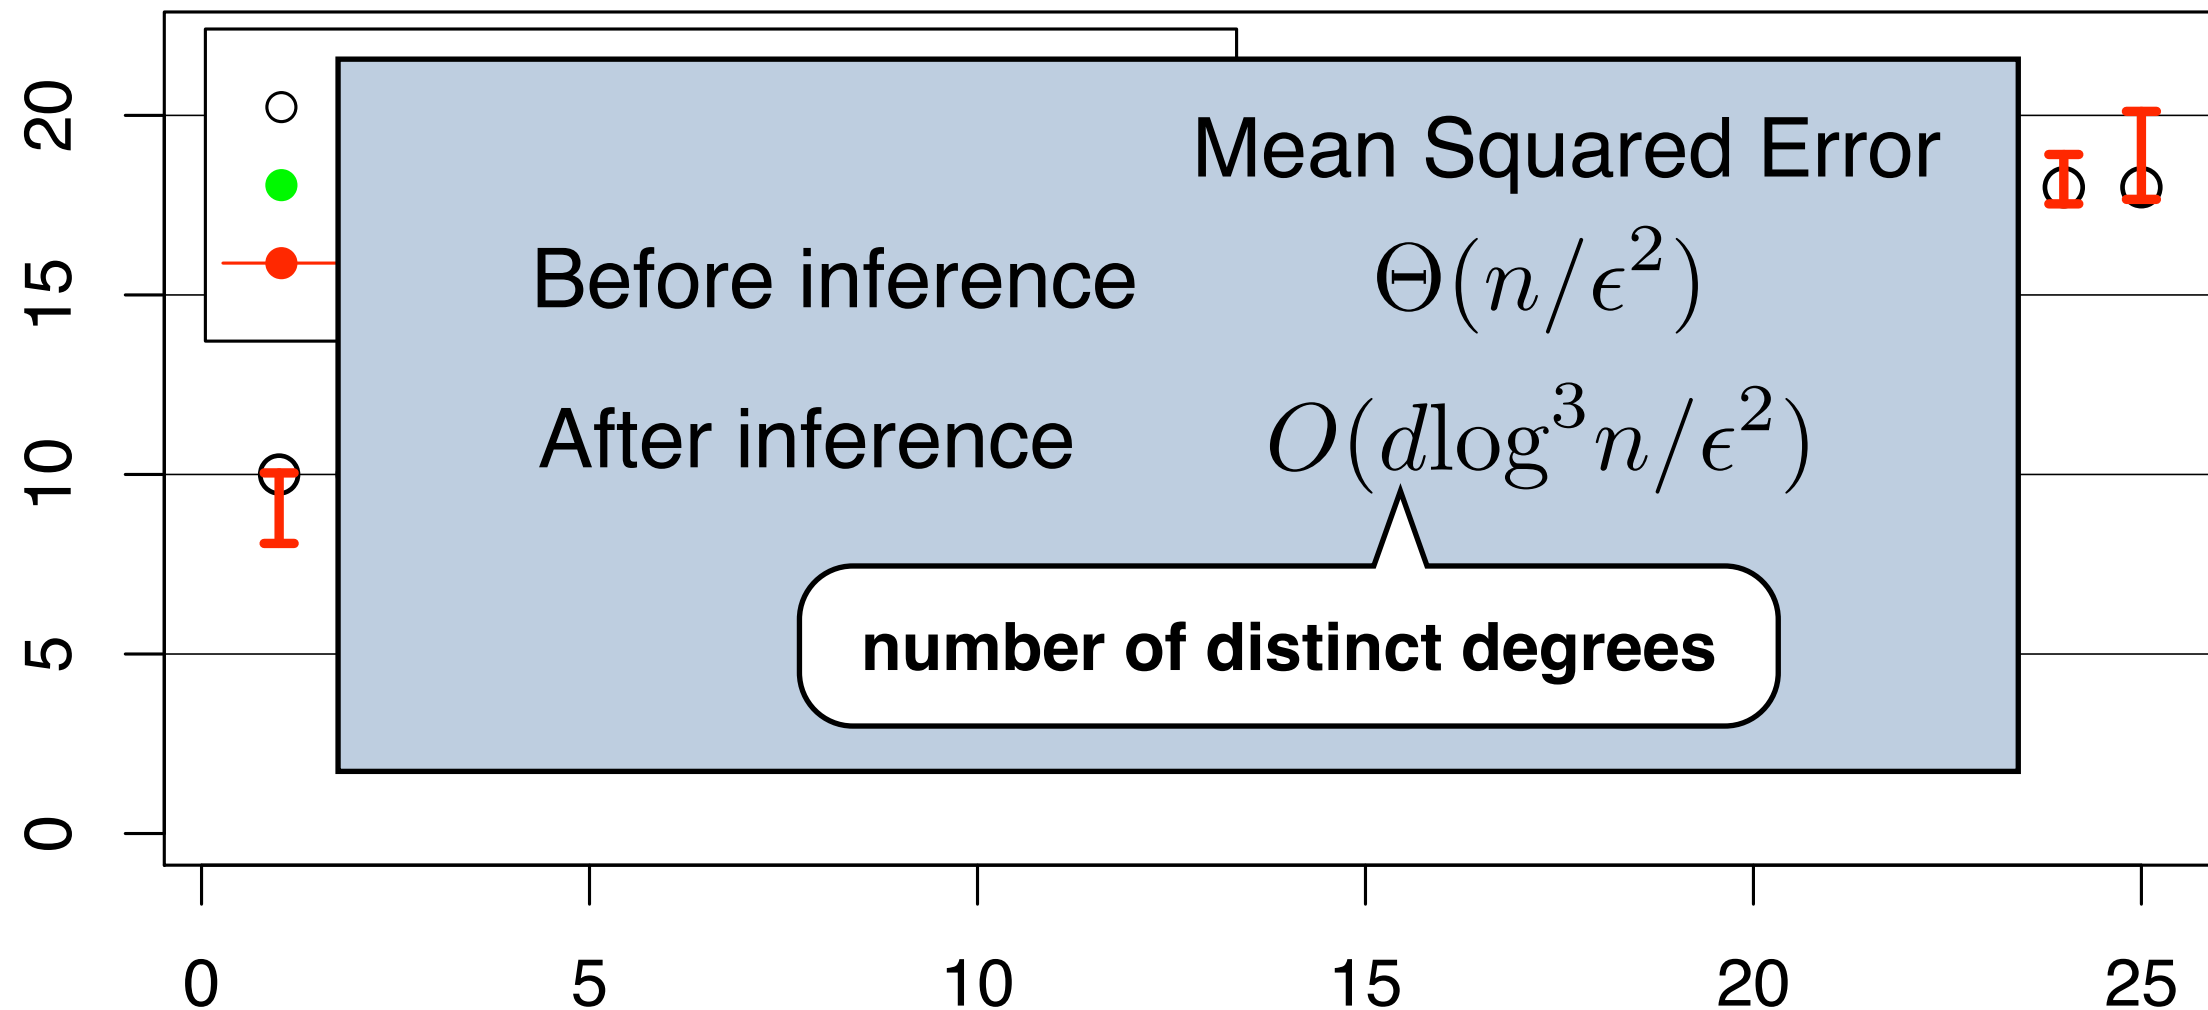 20
15
10
5
0
Mean Squared Error
Before inference Θ(n/ϵ²)
After inference O(dlog³n/ϵ²)
number of distinct degrees
0 5 10 15 20 25